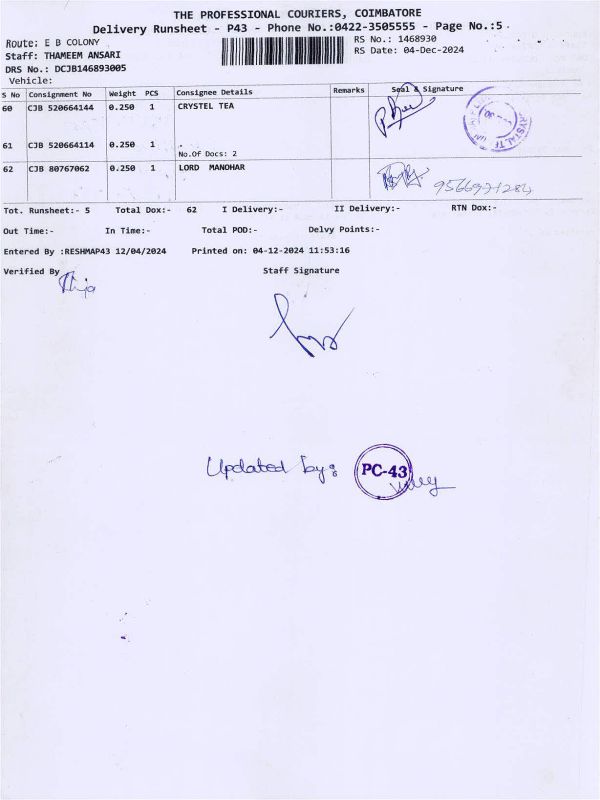 THE PROFESSIONAL COURIERS, COIMBATORE
Delivery Runsheet - P43 - Phone No.:0422-3505555 - Page No.:5
Route: E B COLONY RS No.: 1468930
Staff: THAMEEM ANSARI RS Date: 04-Dec-2024
DRS No.: DCJB146893005
Vehicle:
S No Consignment No Weight PCS Consignee Details Remarks Seal & Signature
60 CJB 520664144 0.250 1 CRYSTEL TEA
61 CJB 520664114 0.250 1
No.Of Docs: 2
62 CJB 80767062 0.250 1 LORD MANOHAR
Tot. Runsheet:- 5 Total Dox:- 62 I Delivery:- II Delivery:- RTN Dox:-
Out Time:- In Time:- Total POD:- Delvy Points:-
Entered By :RESHMAP43 12/04/2024 Printed on: 04-12-2024 11:53:16
Verified By Staff Signature
Updated by: PC-43